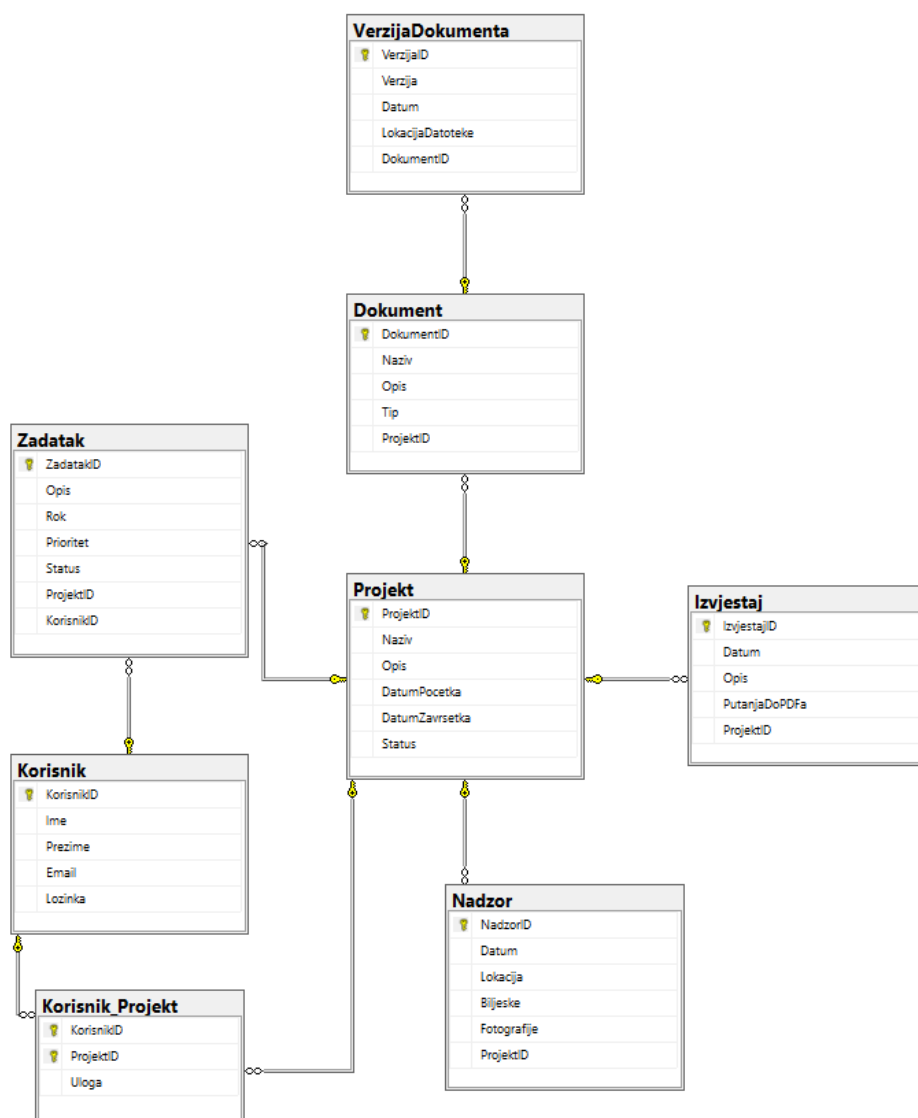 VerzijaDokumenta
VerzijaID
Verzija
Datum
LokacijaDatoteke
DokumentID
Dokument
DokumentID
Naziv
Opis
Tip
ProjektID
Zadatak
ZadatakID
Opis
Rok
Prioritet
Status
ProjektID
KorisnikID
Projekt
ProjektID
Naziv
Opis
DatumPocetka
DatumZavrsetka
Status
Izvjestaj
IzvjestajID
Datum
Opis
PutanjaDoPDFa
ProjektID
Korisnik
KorisnikID
Ime
Prezime
Email
Lozinka
Nadzor
NadzorID
Datum
Lokacija
Biljeske
Fotografije
ProjektID
Korisnik_Projekt
KorisnikID
ProjektID
Uloga